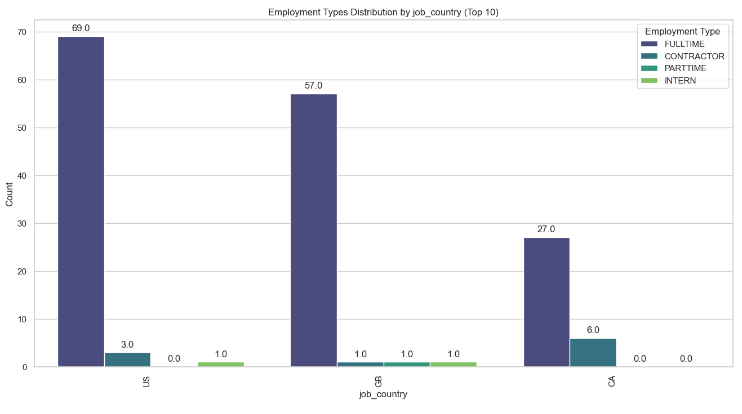 Employment Types Distribution by job_country (Top 10)
Employment Type
FULLTIME
CONTRACTOR
PARTTIME
INTERN
Count
70
60
50
40
30
20
10
0
69.0
3.0
0.0
1.0
57.0
1.0
1.0
1.0
27.0
6.0
0.0
0.0
US
GB
CA
job_country